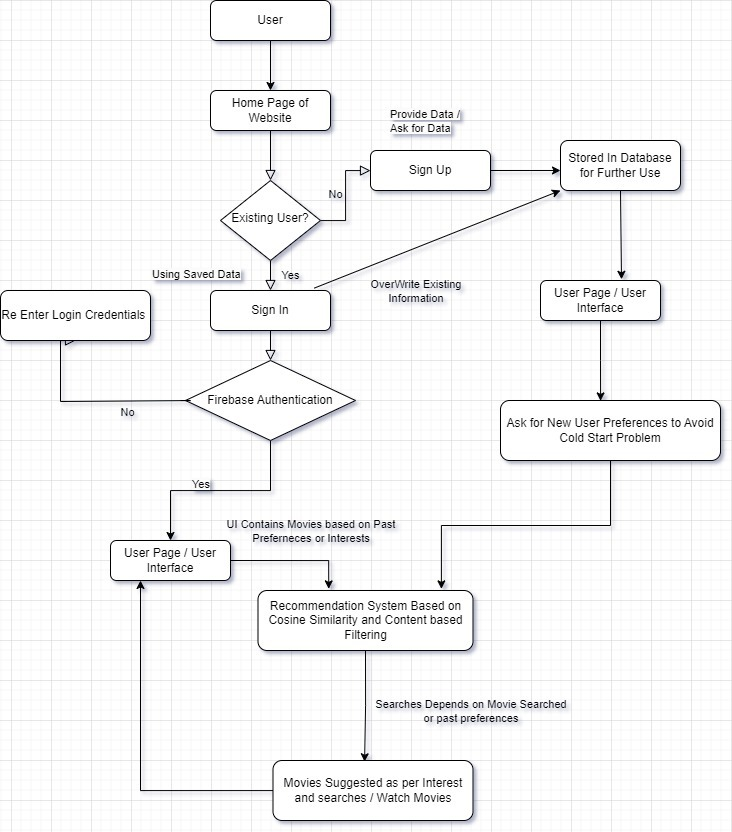 User
Home Page of
Website
Provide Data /
Ask for Data
Sign Up
Stored In Database
for Further Use
No
Existing User?
Using Saved Data
Yes
OverWrite Existing
Information
User Page / User
Interface
Re Enter Login Credentials
Sign In
Firebase Authentication
No
Ask for New User Preferences to Avoid
Cold Start Problem
Yes
UI Contains Movies based on Past
Preferneces or Interests
User Page / User
Interface
Recommendation System Based on
Cosine Similarity and Content based
Filtering
Searches Depends on Movie Searched
or past preferences
Movies Suggested as per Interest
and searches / Watch Movies